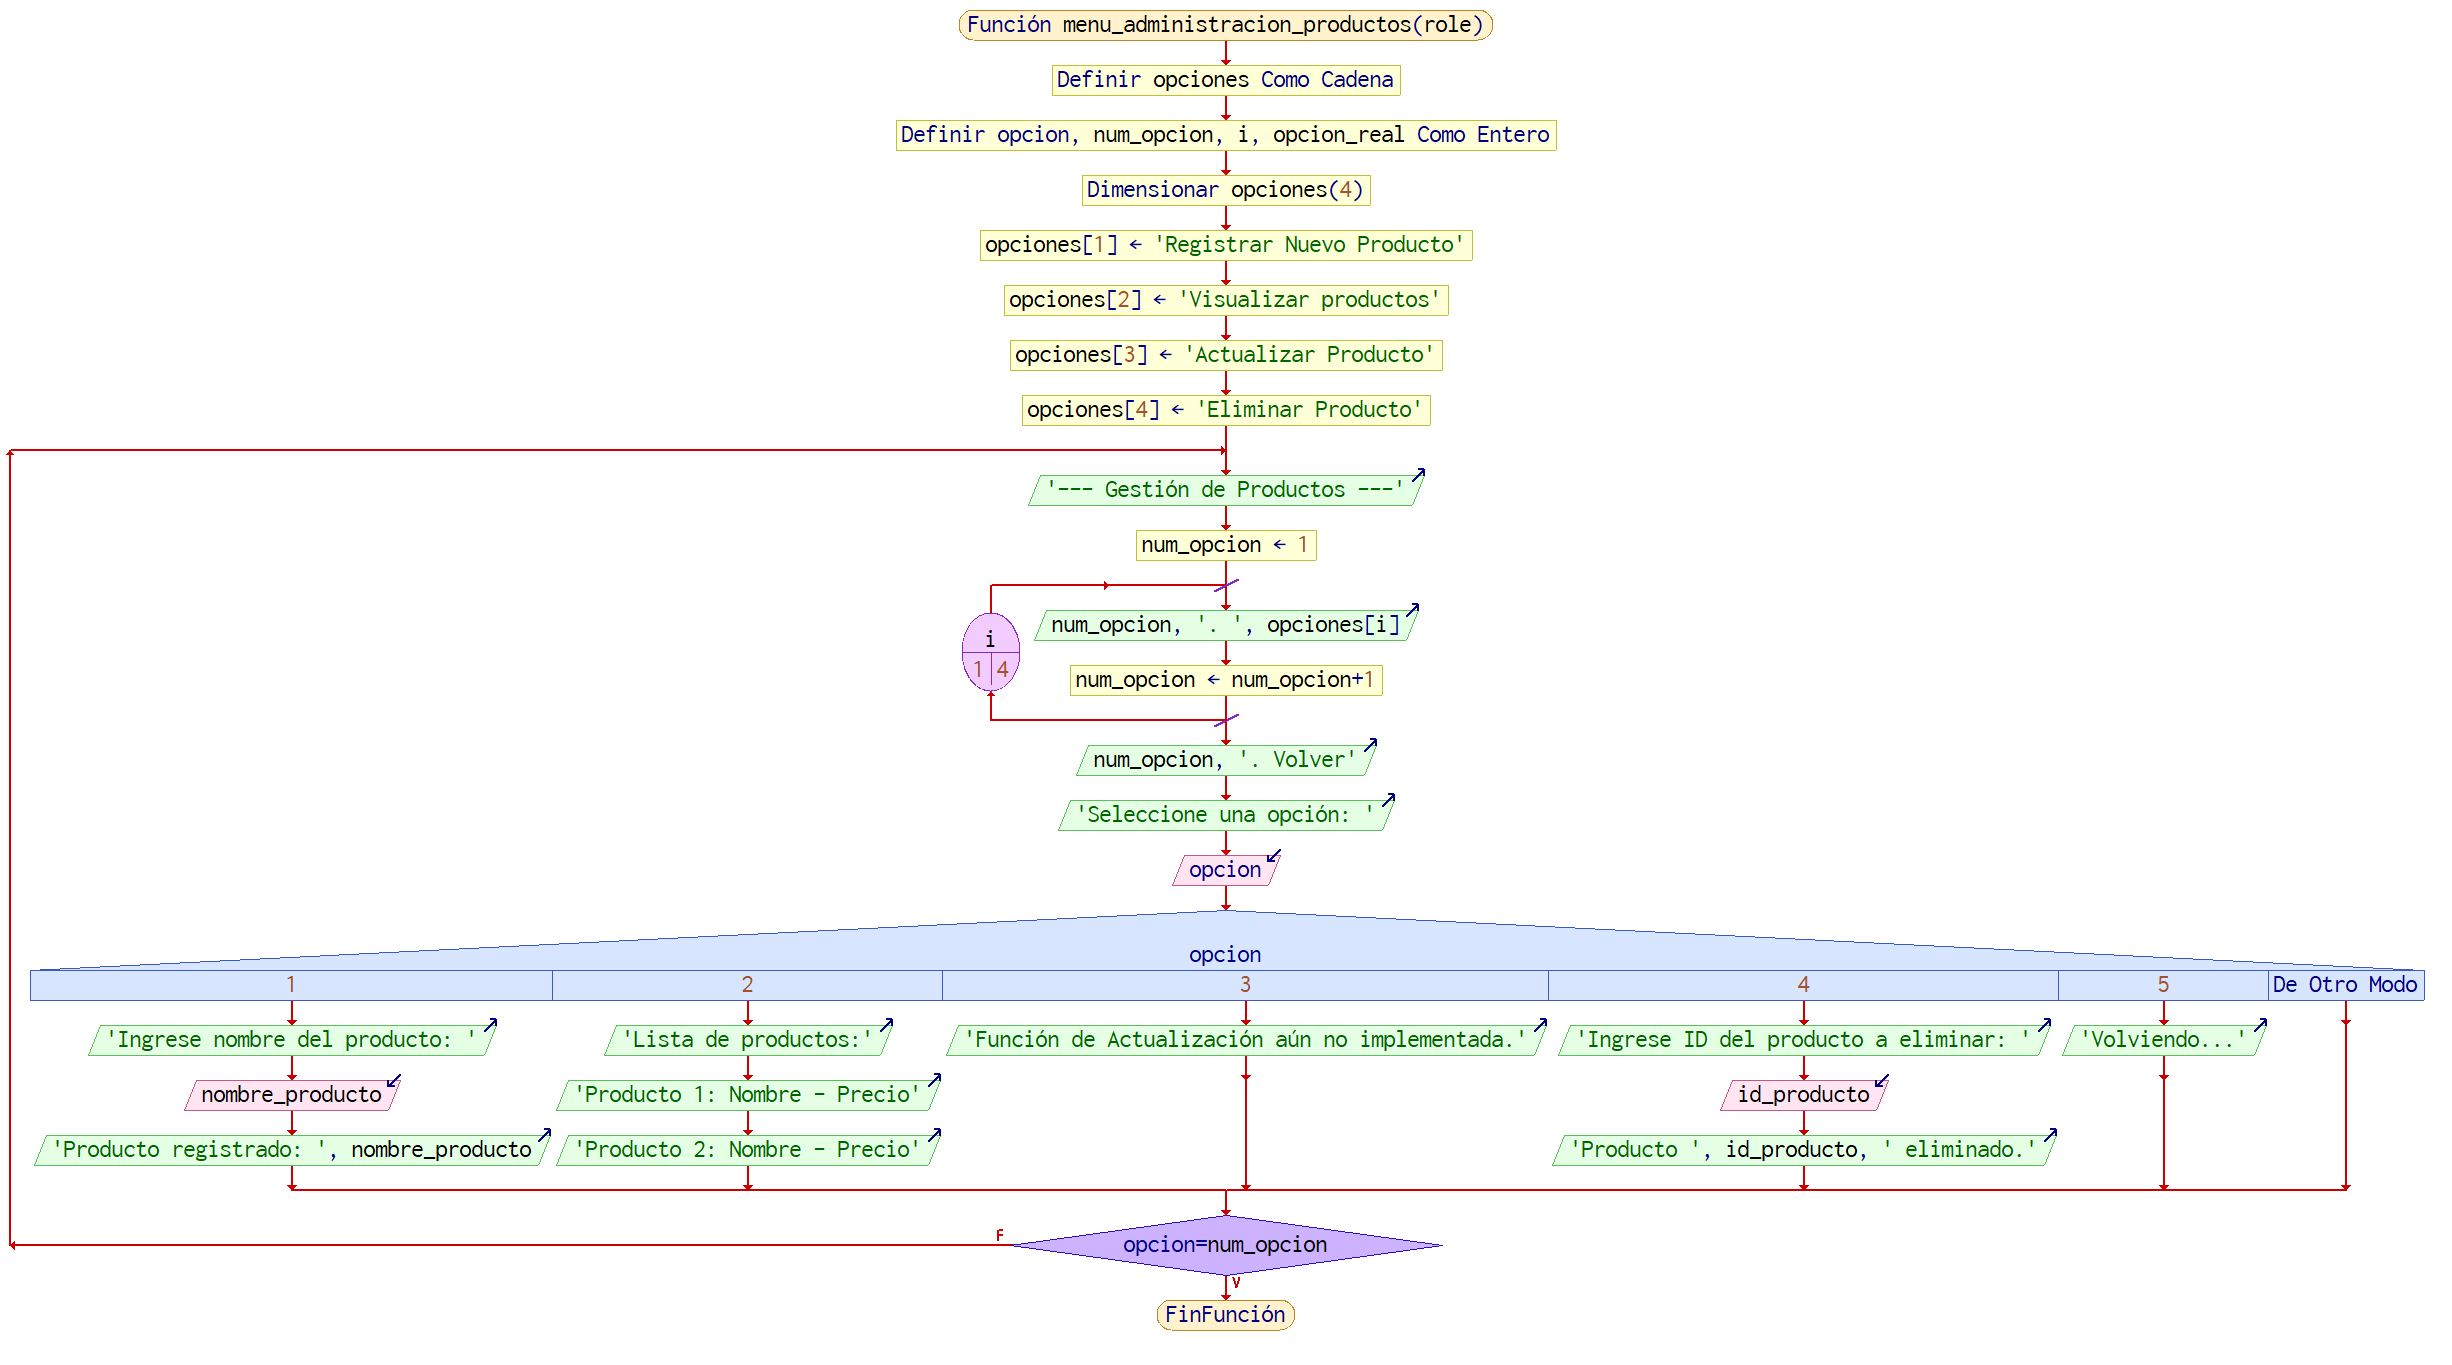 Función menu_administracion_productos(role)
Definir opciones Como Cadena
Definir opcion, num_opcion, i, opcion_real Como Entero
Dimensionar opciones(4)
opciones[1] ← 'Registrar Nuevo Producto'
opciones[2] ← 'Visualizar productos'
opciones[3] ← 'Actualizar Producto'
opciones[4] ← 'Eliminar Producto'
'--- Gestión de Productos ---'
num_opcion ← 1
num_opcion, '. ', opciones[i]
i
1 4
num_opcion ← num_opcion+1
num_opcion, '. Volver'
'Seleccione una opción: '
opcion
opcion
1 2 3 4 5 De Otro Modo
'Ingrese nombre del producto: '
nombre_producto
'Producto registrado: ', nombre_producto
'Lista de productos:'
'Producto 1: Nombre - Precio'
'Producto 2: Nombre - Precio'
'Función de Actualización aún no implementada.'
'Ingrese ID del producto a eliminar: '
id_producto
'Producto ', id_producto, ' eliminado.'
'Volviendo...'
F
opcion=num_opcion
V
FinFunción